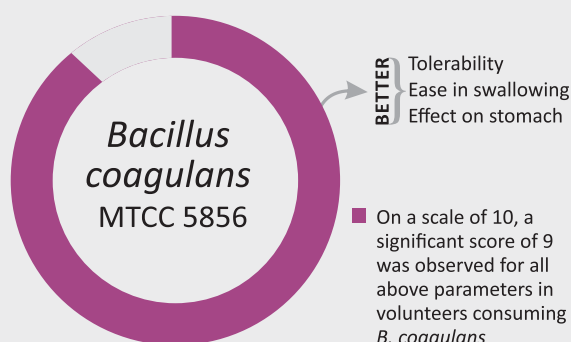 Bacillus
coagulans
MTCC 5856
BETTER
Tolerability
Ease in swallowing
Effect on stomach
On a scale of 10, a
significant score of 9
was observed for all
above parameters in
volunteers consuming
B. coagulans